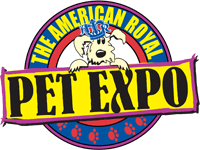 THE AMERICAN ROYAL
PET EXPO